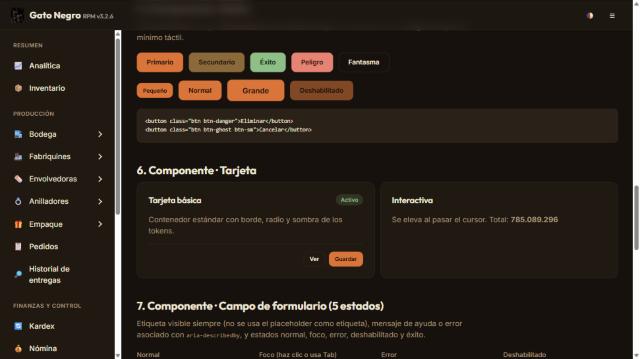 Gato Negro RPM v3.2.6
RESUMEN
Analítica
Inventario
PRODUCCIÓN
Bodega
Fabriquines
Envolvedoras
Anilladores
Empaque
Pedidos
Historial de
entregas
FINANZAS Y CONTROL
Kardex
Nómina
mínimo táctil.
Primario Secundario Éxito Peligro Fantasma
Pequeño Normal Grande Deshabilitado
<button class="btn btn-danger">Eliminar</button>
<button class="btn btn-ghost btn-sm">Cancelar</button>
6. Componente · Tarjeta
Tarjeta básica Activo
Contenedor estándar con borde, radio y sombra de los
tokens.
Ver Guardar
Interactiva
Se eleva al pasar el cursor. Total: 785.089.296
7. Componente · Campo de formulario (5 estados)
Etiqueta visible siempre (no se usa el placeholder como etiqueta), mensaje de ayuda o error
asociado con aria-describedby, y estados normal, foco, error, deshabilitado y éxito.
Normal Foco (haz clic o usa Tab) Error Deshabilitado